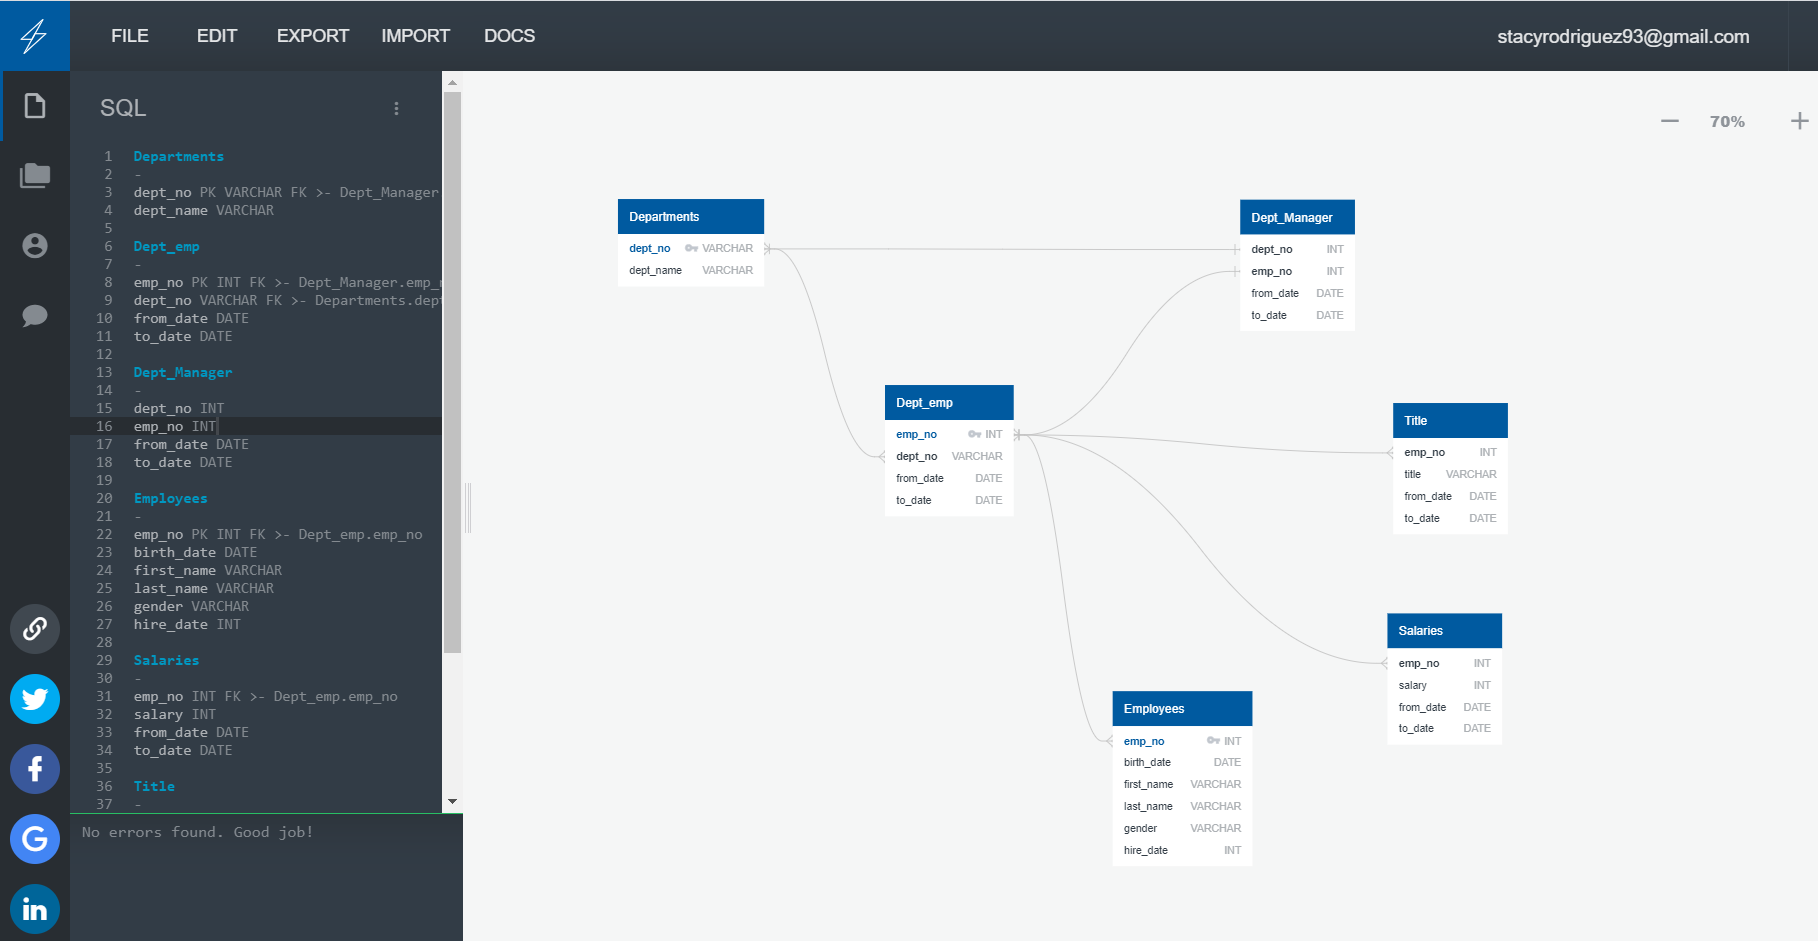 FILE EDIT EXPORT IMPORT DOCS stacyrodriguez93@gmail.com
SQL
1 Departments
2 -
3 dept_no PK VARCHAR FK >- Dept_Manager
4 dept_name VARCHAR
5
6 Dept_emp
7 -
8 emp_no PK INT FK >- Dept_Manager.emp_n
9 dept_no VARCHAR FK >- Departments.dept
10 from_date DATE
11 to_date DATE
12
13 Dept_Manager
14 -
15 dept_no INT
16 emp_no INT
17 from_date DATE
18 to_date DATE
19
20 Employees
21 -
22 emp_no PK INT FK >- Dept_emp.emp_no
23 birth_date DATE
24 first_name VARCHAR
25 last_name VARCHAR
26 gender VARCHAR
27 hire_date INT
28
29 Salaries
30 -
31 emp_no INT FK >- Dept_emp.emp_no
32 salary INT
33 from_date DATE
34 to_date DATE
35
36 Title
37 -
No errors found. Good job!
70%
Departments
dept_no VARCHAR
dept_name VARCHAR
Dept_Manager
dept_no INT
emp_no INT
from_date DATE
to_date DATE
Dept_emp
emp_no INT
dept_no VARCHAR
from_date DATE
to_date DATE
Title
emp_no INT
title VARCHAR
from_date DATE
to_date DATE
Salaries
emp_no INT
salary INT
from_date DATE
to_date DATE
Employees
emp_no INT
birth_date DATE
first_name VARCHAR
last_name VARCHAR
gender VARCHAR
hire_date INT
f
G
in